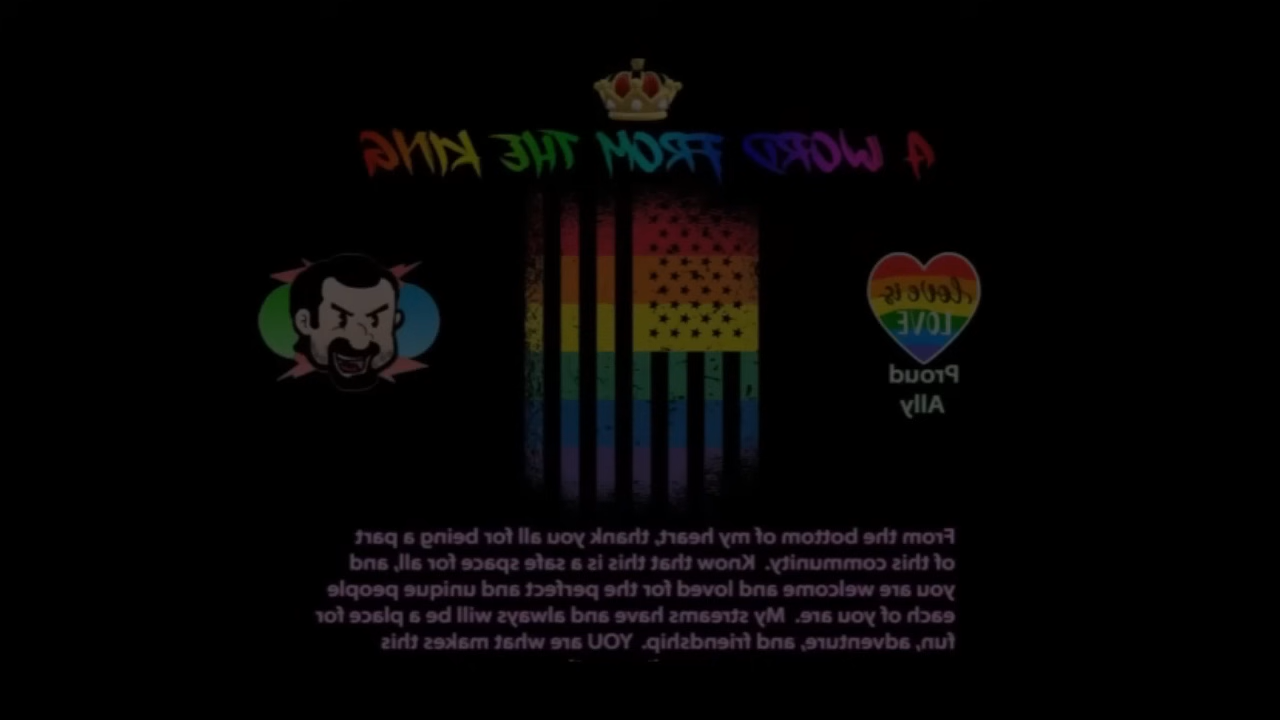 A WORD FROM THE KING
love is
LOVE
Proud
Ally
From the bottom of my heart, thank you all for being a part
of this community. Know that this is a safe space for all, and
you are welcome and loved for the perfect and unique people
each of you are. My streams have and always will be a place for
fun, adventure, and friendship. YOU are what makes this